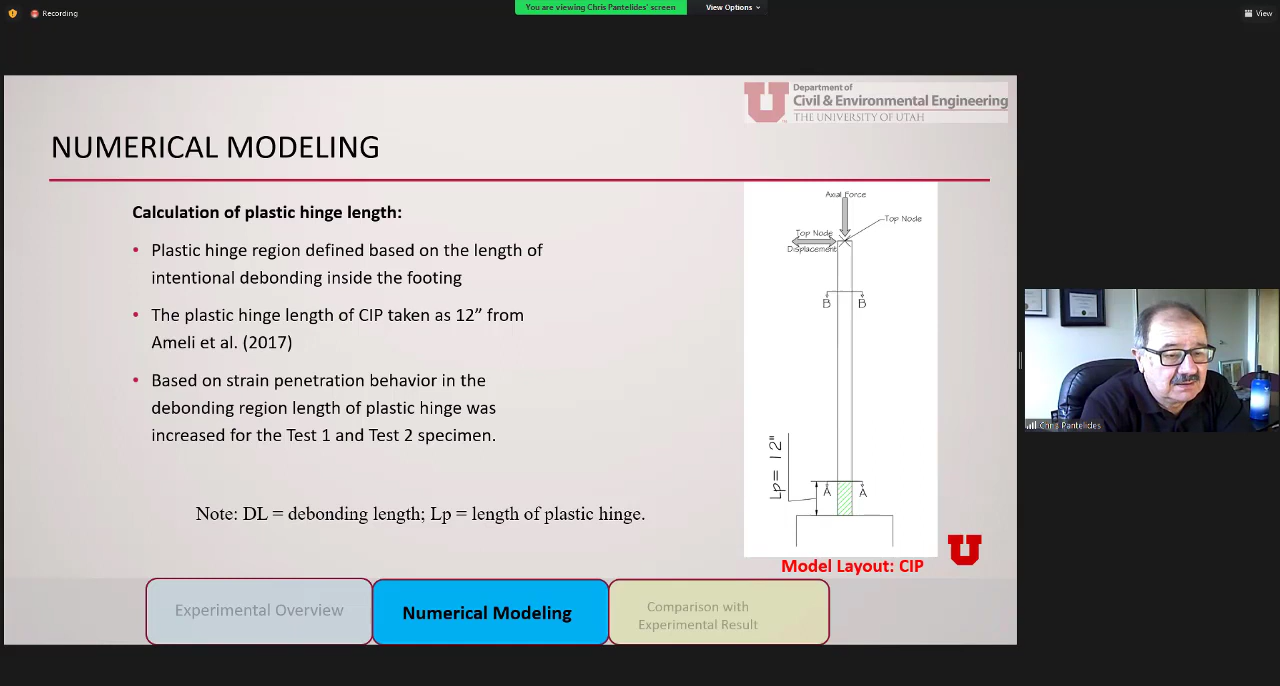 Recording
You are viewing Chris Pantelides' screen
View Options
View
Department of
Civil & Environmental Engineering
THE UNIVERSITY OF UTAH
NUMERICAL MODELING
Calculation of plastic hinge length:
• Plastic hinge region defined based on the length of
intentional debonding inside the footing
• The plastic hinge length of CIP taken as 12” from
Ameli et al. (2017)
• Based on strain penetration behavior in the
debonding region length of plastic hinge was
increased for the Test 1 and Test 2 specimen.
Note: DL = debonding length; Lp = length of plastic hinge.
Axial Force
Top Node
Top Node
Displacement
B B
Lp= 12"
A A
Model Layout: CIP
Experimental Overview
Numerical Modeling
Comparison with
Experimental Result
Chris Pantelides